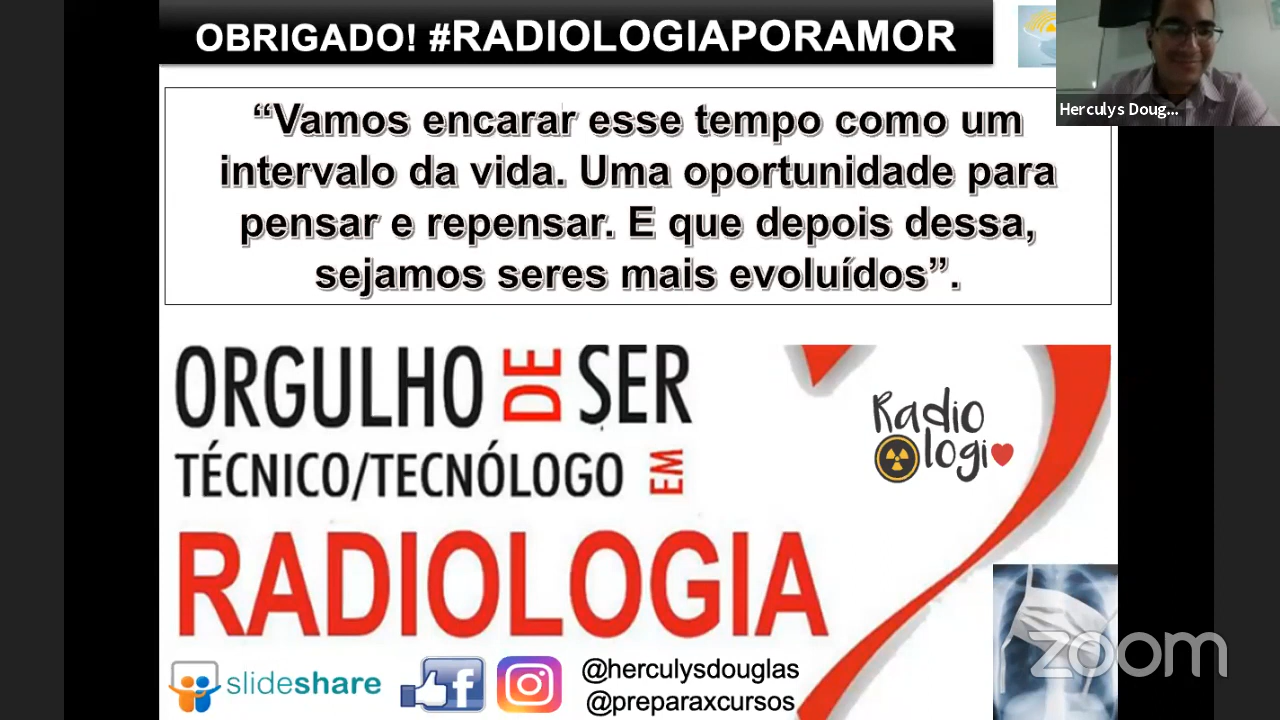 OBRIGADO! #RADIOLOGIAPORAMOR
Herculys Doug...
“Vamos encarar esse tempo como um
intervalo da vida. Uma oportunidade para
pensar e repensar. E que depois dessa,
sejamos seres mais evoluídos”.
ORGULHO DE SER
TÉCNICO/TECNÓLOGO EM
RADIOLOGIA
Radio
logi
slideshare
f
@herculysdouglas
@preparaxcursos
zoom